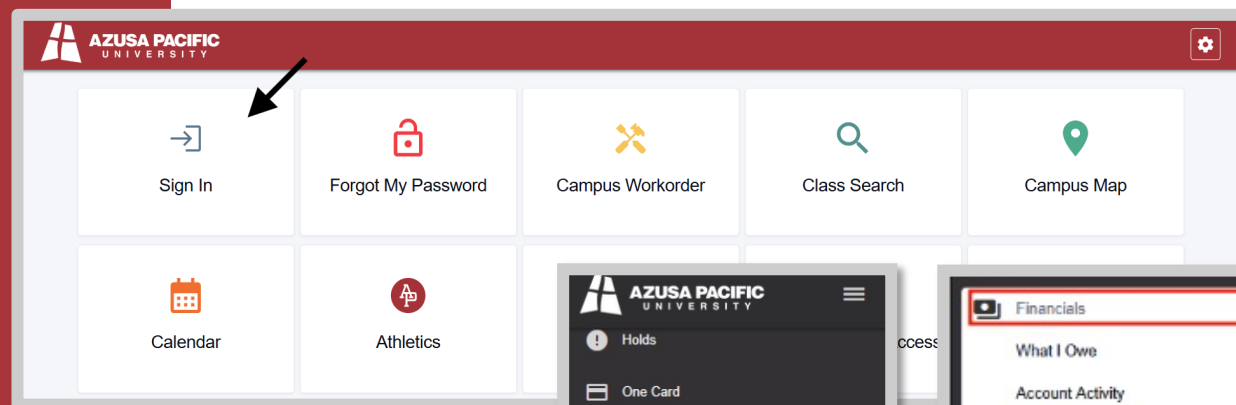 AZUSA PACIFIC
UNIVERSITY
Sign In
Forgot My Password
Campus Workorder
Class Search
Campus Map
Calendar
Athletics
AZUSA PACIFIC
UNIVERSITY
Holds
One Card
Financials
What I Owe
Account Activity